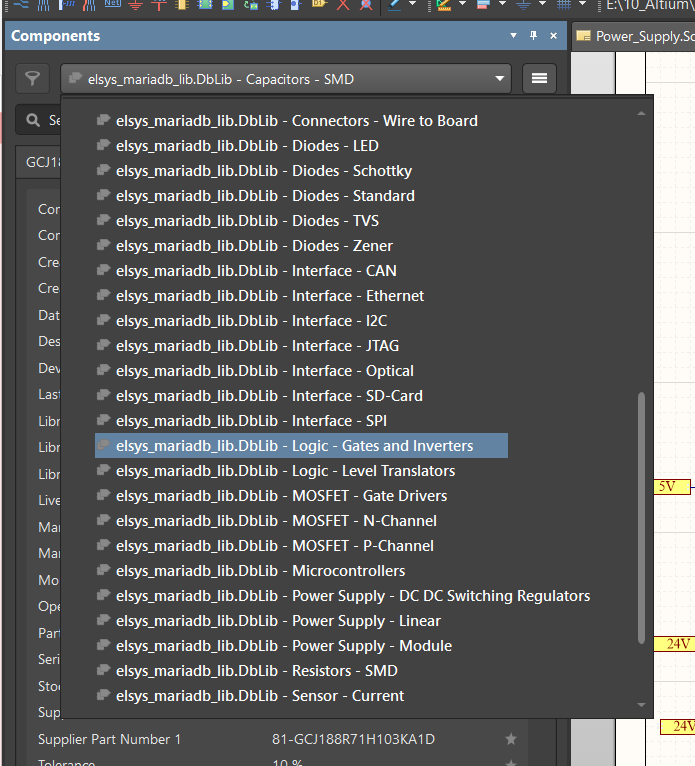 Net
E:\10_Altium
Components
Power_Supply.Sc
elsys_mariadb_lib.DbLib - Capacitors - SMD
Se
elsys_mariadb_lib.DbLib - Connectors - Wire to Board
elsys_mariadb_lib.DbLib - Diodes - LED
GCJ18
elsys_mariadb_lib.DbLib - Diodes - Schottky
elsys_mariadb_lib.DbLib - Diodes - Standard
Cor
elsys_mariadb_lib.DbLib - Diodes - TVS
Cor
elsys_mariadb_lib.DbLib - Diodes - Zener
Cre
elsys_mariadb_lib.DbLib - Interface - CAN
Cre
elsys_mariadb_lib.DbLib - Interface - Ethernet
Dat
elsys_mariadb_lib.DbLib - Interface - I2C
Des
elsys_mariadb_lib.DbLib - Interface - JTAG
Dev
elsys_mariadb_lib.DbLib - Interface - Optical
Last
elsys_mariadb_lib.DbLib - Interface - SD-Card
Libr
elsys_mariadb_lib.DbLib - Interface - SPI
Libr
elsys_mariadb_lib.DbLib - Logic - Gates and Inverters
Libr
elsys_mariadb_lib.DbLib - Logic - Level Translators
5V
Live
elsys_mariadb_lib.DbLib - MOSFET - Gate Drivers
Mar
elsys_mariadb_lib.DbLib - MOSFET - N-Channel
Mar
elsys_mariadb_lib.DbLib - MOSFET - P-Channel
Mo
elsys_mariadb_lib.DbLib - Microcontrollers
Ope
elsys_mariadb_lib.DbLib - Power Supply - DC DC Switching Regulators
Part
elsys_mariadb_lib.DbLib - Power Supply - Linear
24V
Seri
elsys_mariadb_lib.DbLib - Power Supply - Module
Stoc
elsys_mariadb_lib.DbLib - Resistors - SMD
Sup
elsys_mariadb_lib.DbLib - Sensor - Current
24V
Supplier Part Number 1 81-GCJ188R71H103KA1D
Tolerance 10 %